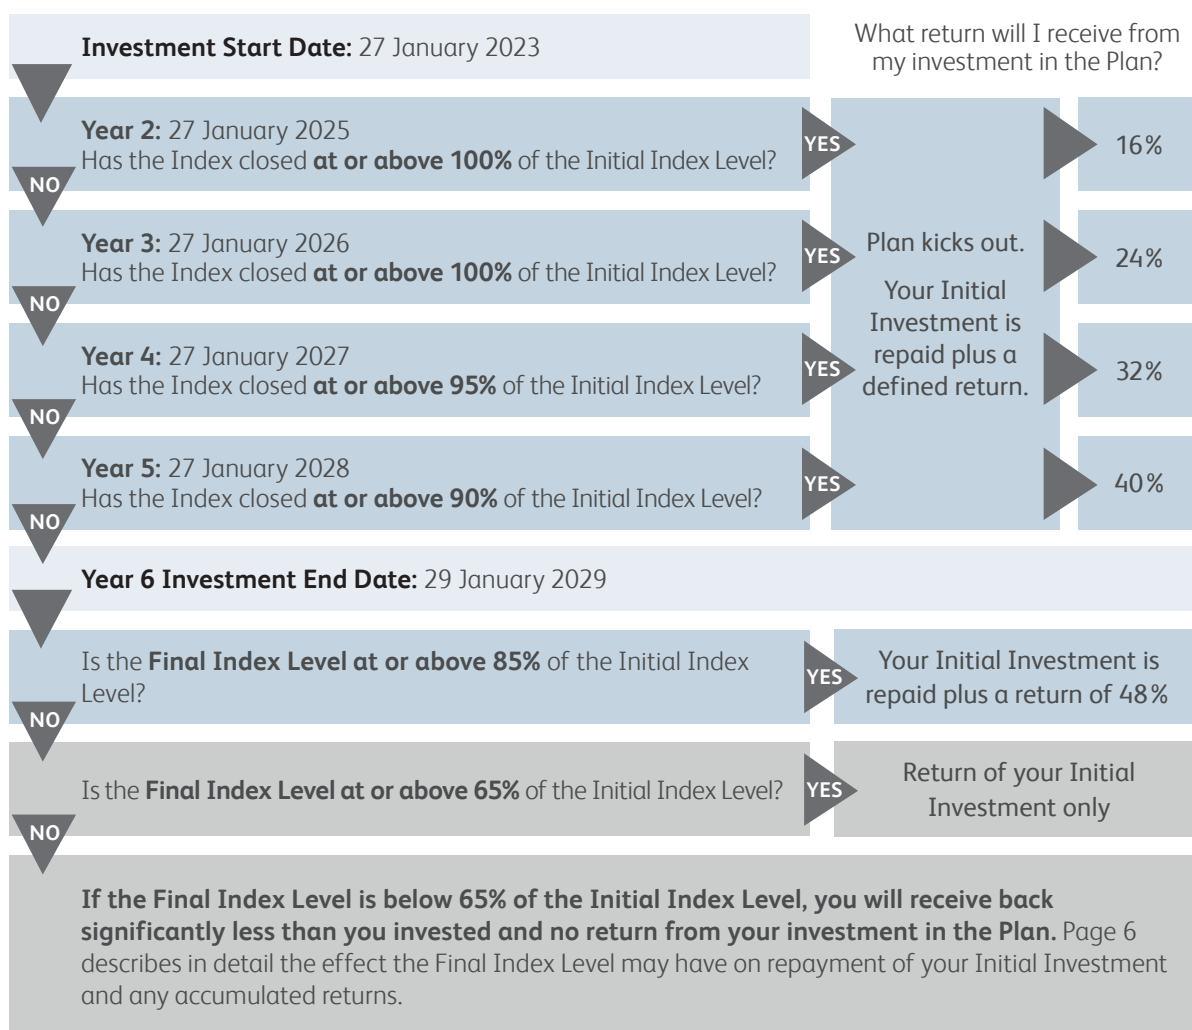 Investment Start Date: 27 January 2023
What return will I receive from
my investment in the Plan?
Year 2: 27 January 2025
Has the Index closed at or above 100% of the Initial Index Level?
YES
16%
NO
Year 3: 27 January 2026
Has the Index closed at or above 100% of the Initial Index Level?
YES
24%
NO
Plan kicks out.
Your Initial
Investment is
repaid plus a
defined return.
Year 4: 27 January 2027
Has the Index closed at or above 95% of the Initial Index Level?
YES
32%
NO
Year 5: 27 January 2028
Has the Index closed at or above 90% of the Initial Index Level?
YES
40%
NO
Year 6 Investment End Date: 29 January 2029
Is the Final Index Level at or above 85% of the Initial Index
Level?
YES
Your Initial Investment is
repaid plus a return of 48%
NO
Is the Final Index Level at or above 65% of the Initial Index Level?
YES
Return of your Initial
Investment only
NO
If the Final Index Level is below 65% of the Initial Index Level, you will receive back
significantly less than you invested and no return from your investment in the Plan. Page 6
describes in detail the effect the Final Index Level may have on repayment of your Initial Investment
and any accumulated returns.